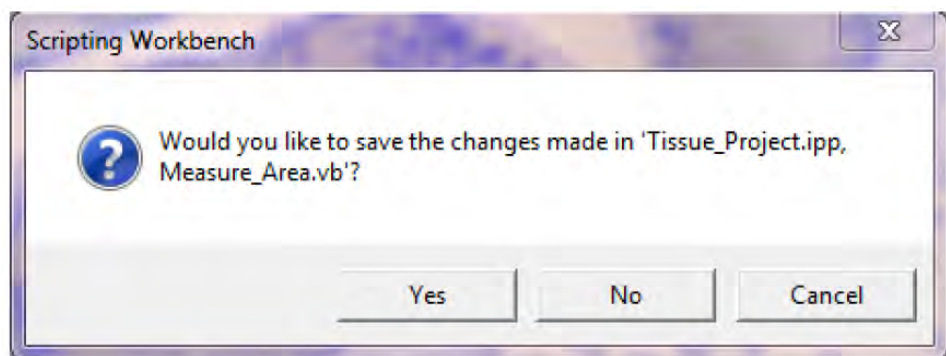 Scripting Workbench
Would you like to save the changes made in 'Tissue_Project.ipp,
Measure_Area.vb'?
Yes No Cancel